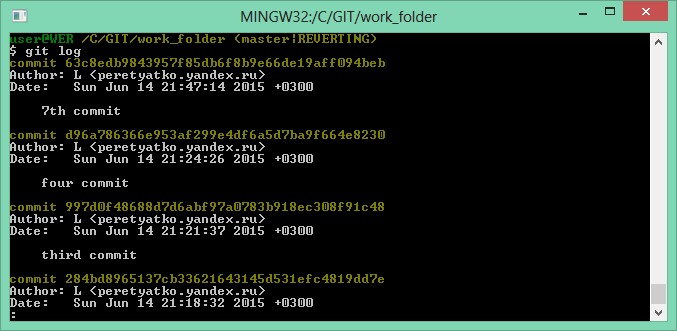 MINGW32:/C/GIT/work_folder
user@WER /C/GIT/work_folder (master|REVERTING)
$ git log
commit 63c8edb9843957f85db6f8b9e66de19aff094beb
Author: L <peretyatko.yandex.ru>
Date:   Sun Jun 14 21:47:14 2015 +0300
7th commit
commit d96a786366e953af299e4df6a5d7ba9f664e8230
Author: L <peretyatko.yandex.ru>
Date:   Sun Jun 14 21:24:26 2015 +0300
four commit
commit 997d0f48688d7d6abf97a0783b918ec308f91c48
Author: L <peretyatko.yandex.ru>
Date:   Sun Jun 14 21:21:37 2015 +0300
third commit
commit 284bd8965137cb33621643145d531efc4819dd7e
Author: L <peretyatko.yandex.ru>
Date:   Sun Jun 14 21:18:32 2015 +0300
: